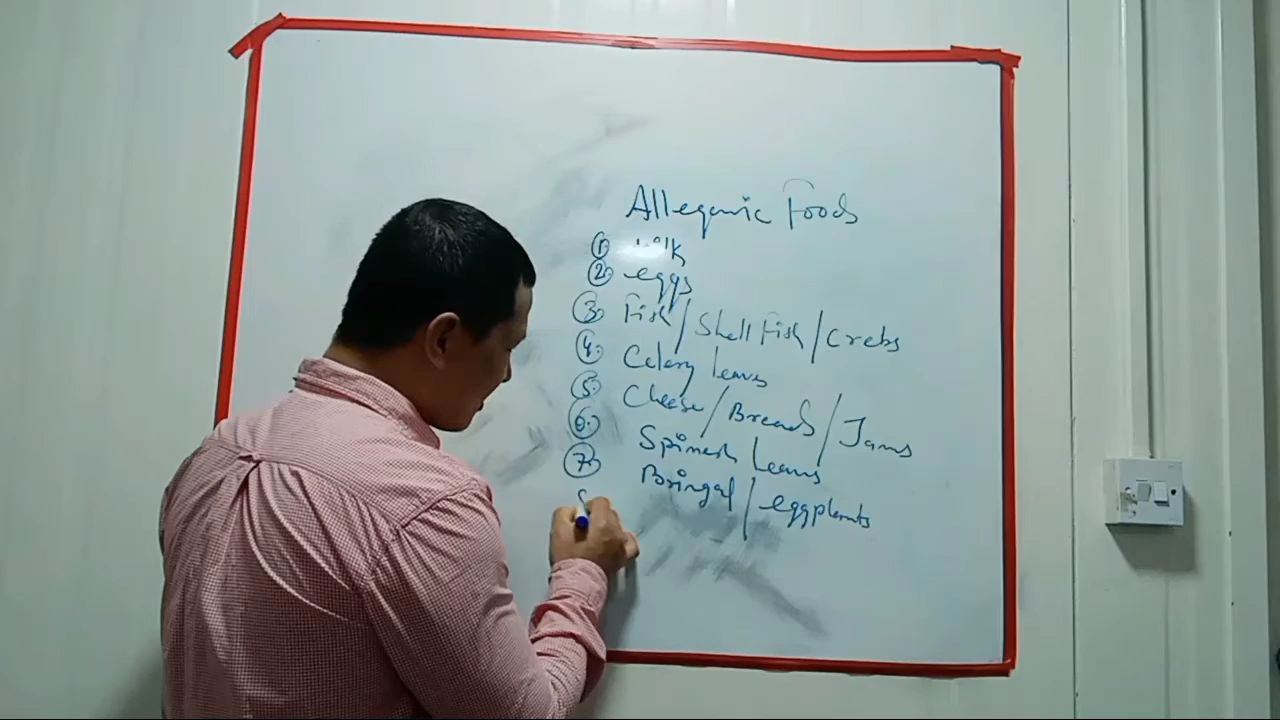 Allegenic Foods
1. milk
2. eggs
3. Fish/Shell Fish/Crebs
4. Celery leaves
5. Cheese/Breads/Jams
6. Spinesh Leaves
7. Bringal/eggplants